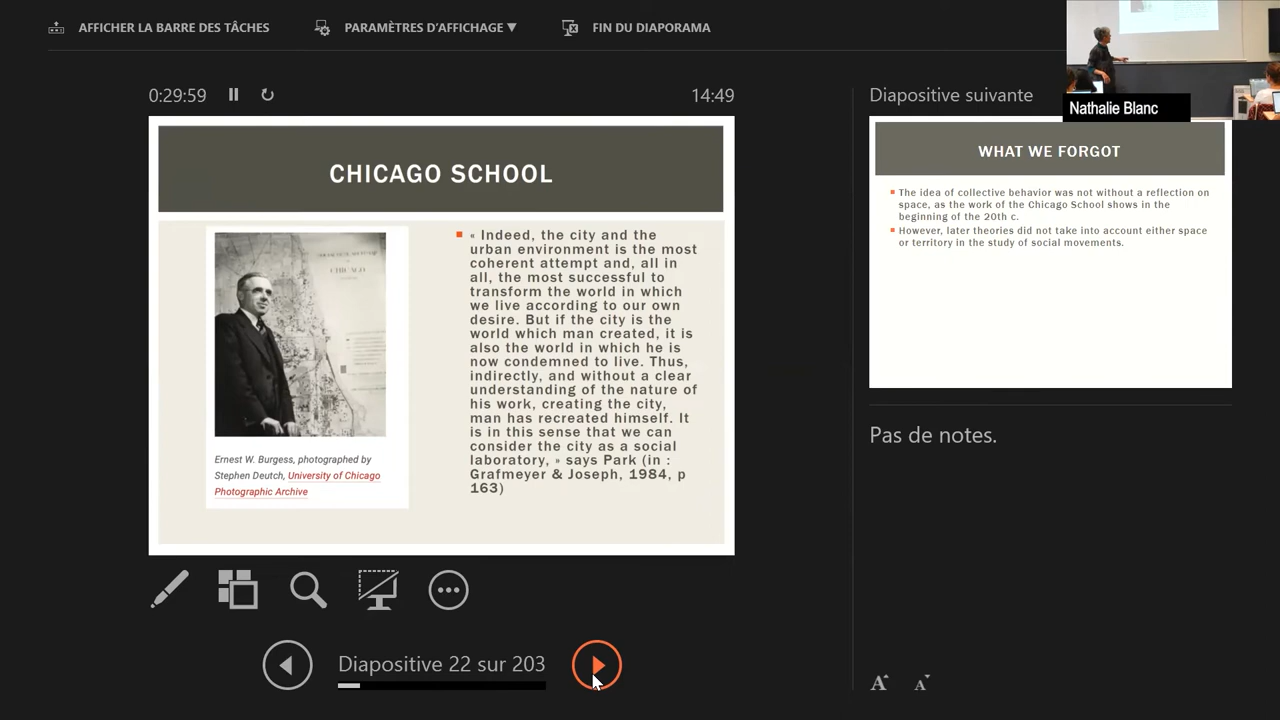 AFFICHER LA BARRE DES TÂCHES
PARAMÈTRES D'AFFICHAGE ▼
FIN DU DIAPORAMA
Nathalie Blanc
0:29:59
14:49
CHICAGO SCHOOL
« Indeed, the city and the
urban environment is the most
coherent attempt and, all in
all, the most successful to
transform the world in which
we live according to our own
desire. But if the city is the
world which man created, it is
also the world in which he is
now condemned to live. Thus,
indirectly, and without a clear
understanding of the nature of
his work, creating the city,
man has recreated himself. It
is in this sense that we can
consider the city as a social
laboratory, » says Park (in :
Grafmeyer & Joseph, 1984, p
163)
CHICAGO
Ernest W. Burgess, photographed by
Stephen Deutch, University of Chicago
Photographic Archive
Diapositive 22 sur 203
Diapositive suivante
WHAT WE FORGOT
The idea of collective behavior was not without a reflection on
space, as the work of the Chicago School shows in the
beginning of the 20th c.
However, later theories did not take into account either space
or territory in the study of social movements.
Pas de notes.
A A